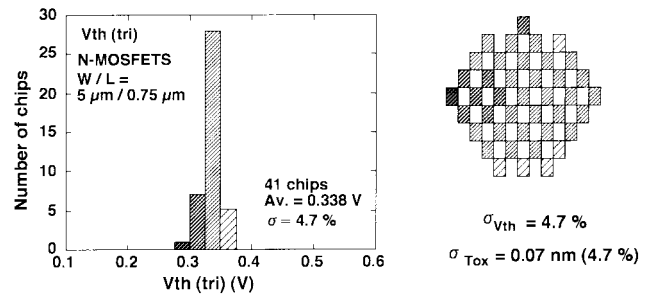 30
25
20
15
10
5
0
Number of chips
Vth (tri)
N-MOSFETS
W / L =
5 µm / 0.75 µm
41 chips
Av. = 0.338 V
σ = 4.7 %
0.1 0.2 0.3 0.4 0.5 0.6
Vth (tri) (V)
σVth = 4.7 %
σTox = 0.07 nm (4.7 %)